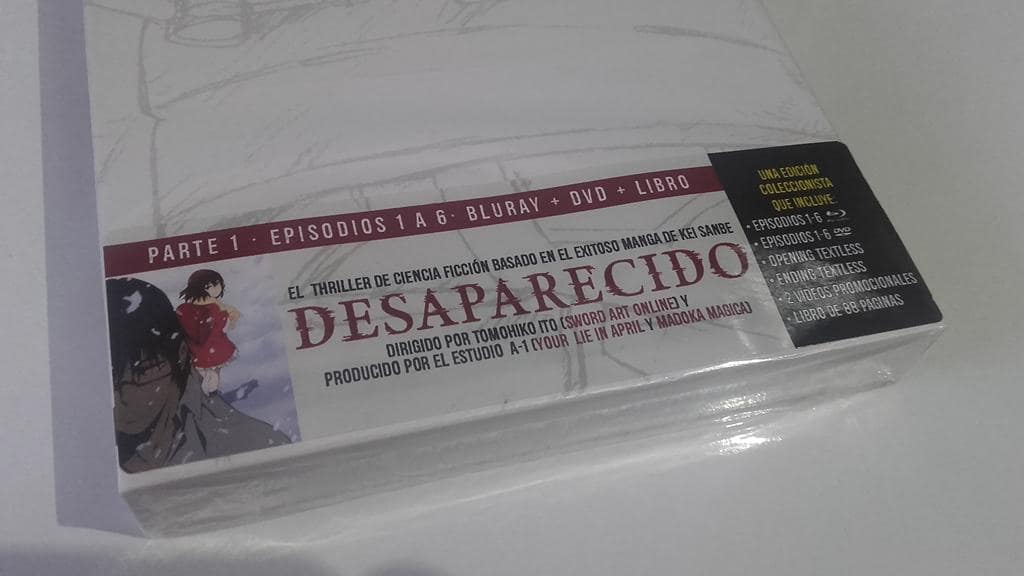 PARTE 1 · EPISODIOS 1 A 6 · BLURAY + DVD + LIBRO
EL THRILLER DE CIENCIA FICCIÓN BASADO EN EL EXITOSO MANGA DE KEI SANBE
DESAPARECIDO
DIRIGIDO POR TOMOHIKO ITO (SWORD ART ONLINE) Y
PRODUCIDO POR EL ESTUDIO A-1 (YOUR LIE IN APRIL Y MADOKA MAGICA)
UNA EDICIÓN
COLECCIONISTA
QUE INCLUYE:
· EPISODIOS 1-6
· EPISODIOS 1-6 DVD
· OPENING TEXTLESS
· ENDING TEXTLESS
· 2 VÍDEOS PROMOCIONALES
· LIBRO DE 88 PÁGINAS